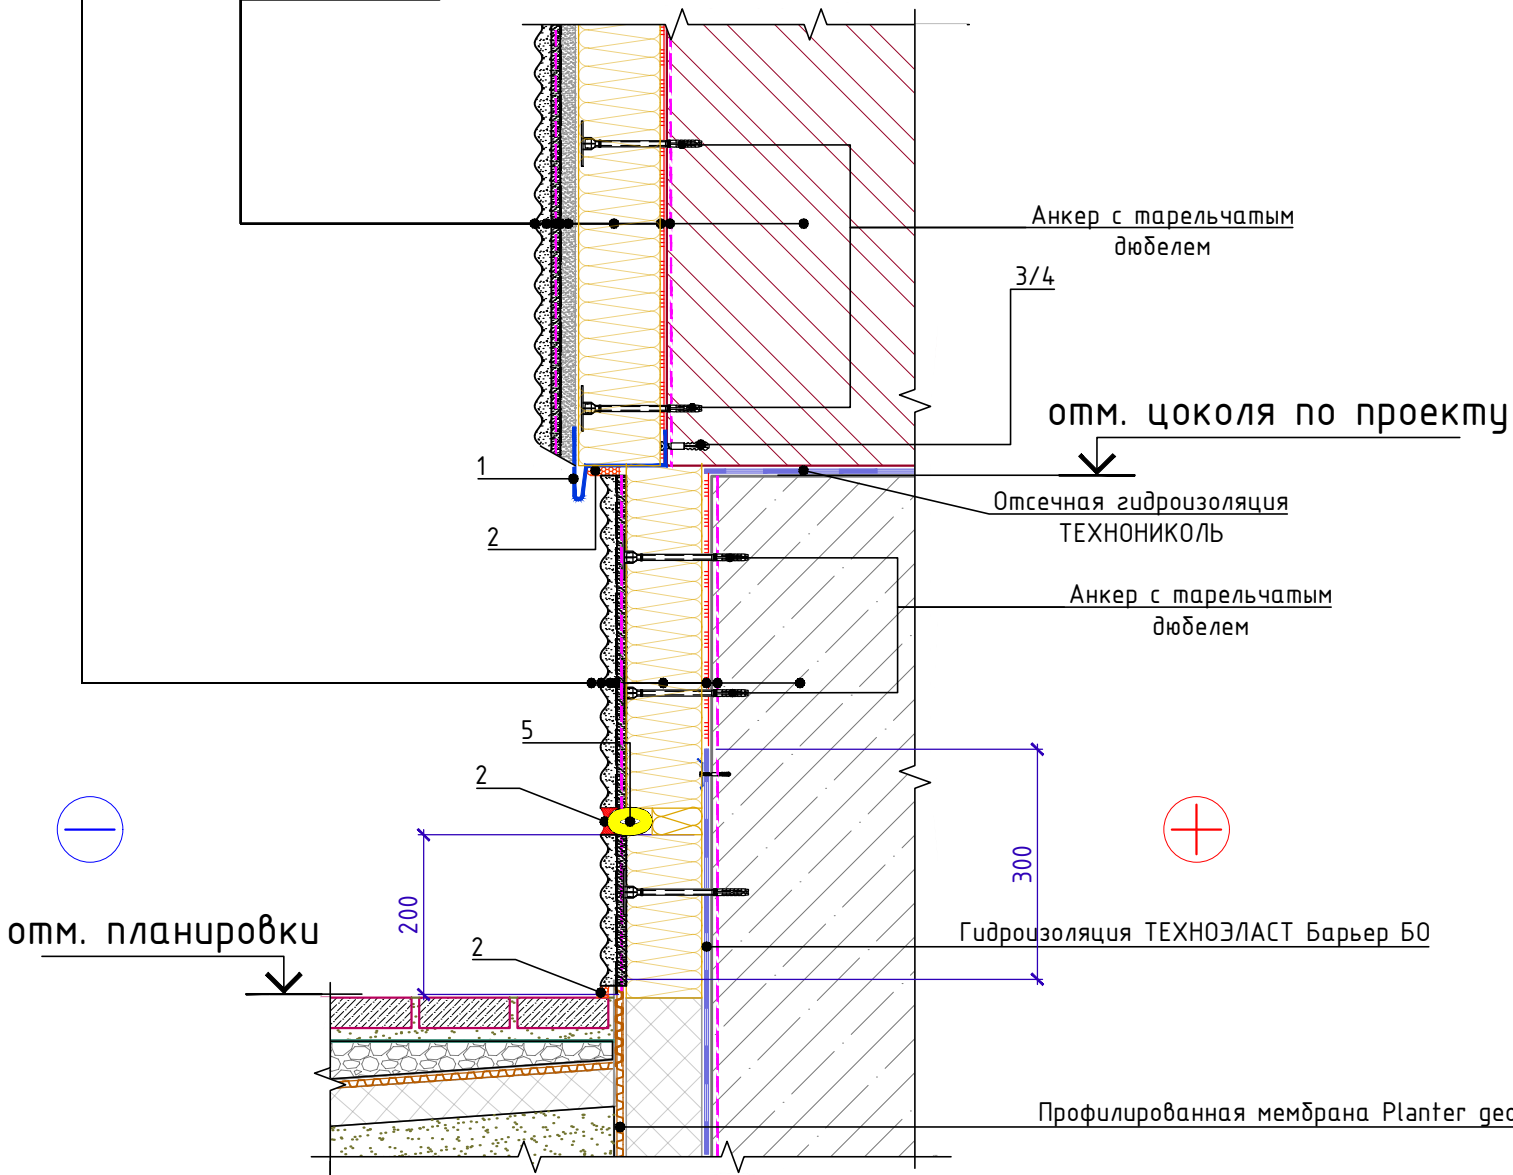 Анкер с тарельчатым
дюбелем
3/4
отм. цоколя по проекту
1
Отсечная гидроизоляция
ТЕХНОНИКОЛЬ
2
Анкер с тарельчатым
дюбелем
5
2
300
200
отм. планировки
2
Гидроизоляция ТЕХНОЭЛАСТ Барьер БО
Профилированная мембрана Planter geo